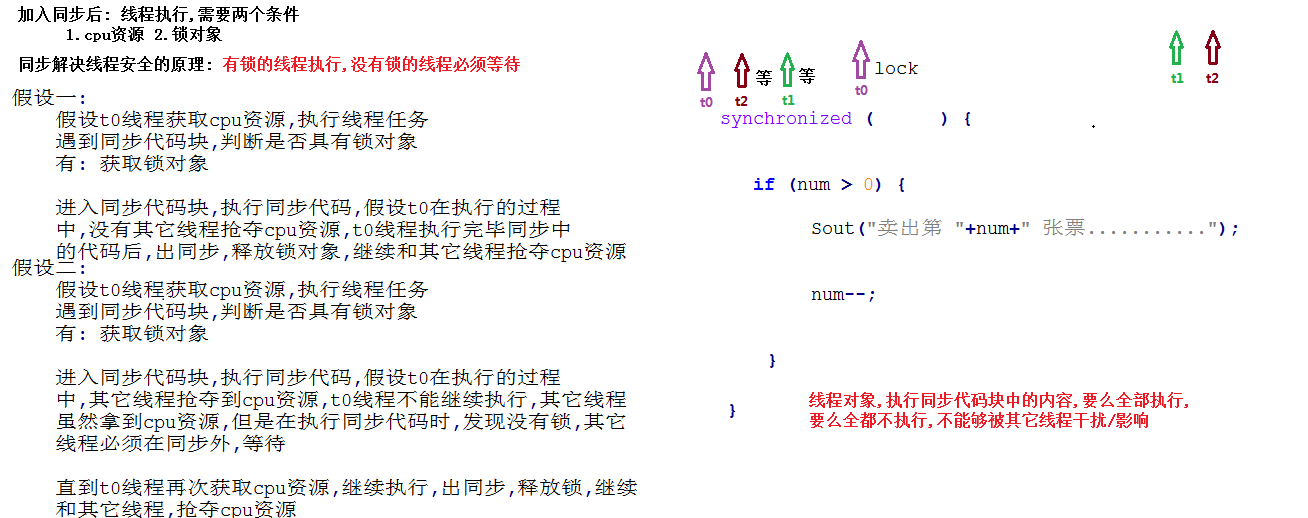 加入同步后: 线程执行,需要两个条件
1.cpu资源 2.锁对象
同步解决线程安全的原理: 有锁的线程执行,没有锁的线程必须等待
假设一:
假设t0线程获取cpu资源,执行线程任务
遇到同步代码块,判断是否具有锁对象
有: 获取锁对象
进入同步代码块,执行同步代码,假设t0在执行的过程
中,没有其它线程抢夺cpu资源,t0线程执行完毕同步中
的代码后,出同步,释放锁对象,继续和其它线程抢夺cpu资源
假设二:
假设t0线程获取cpu资源,执行线程任务
遇到同步代码块,判断是否具有锁对象
有: 获取锁对象
进入同步代码块,执行同步代码,假设t0在执行的过程
中,其它线程抢夺到cpu资源,t0线程不能继续执行,其它线程
虽然拿到cpu资源,但是在执行同步代码时,发现没有锁,其它
线程必须在同步外,等待
直到t0线程再次获取cpu资源,继续执行,出同步,释放锁,继续
和其它线程,抢夺cpu资源
等 等 lock
t0 t2 t1 t0 t1 t2
synchronized ( ) {
if (num > 0) {
Sout("卖出第 "+num+" 张票...........");
num--;
}
}
线程对象,执行同步代码块中的内容,要么全部执行,
要么全都不执行,不能够被其它线程干扰/影响